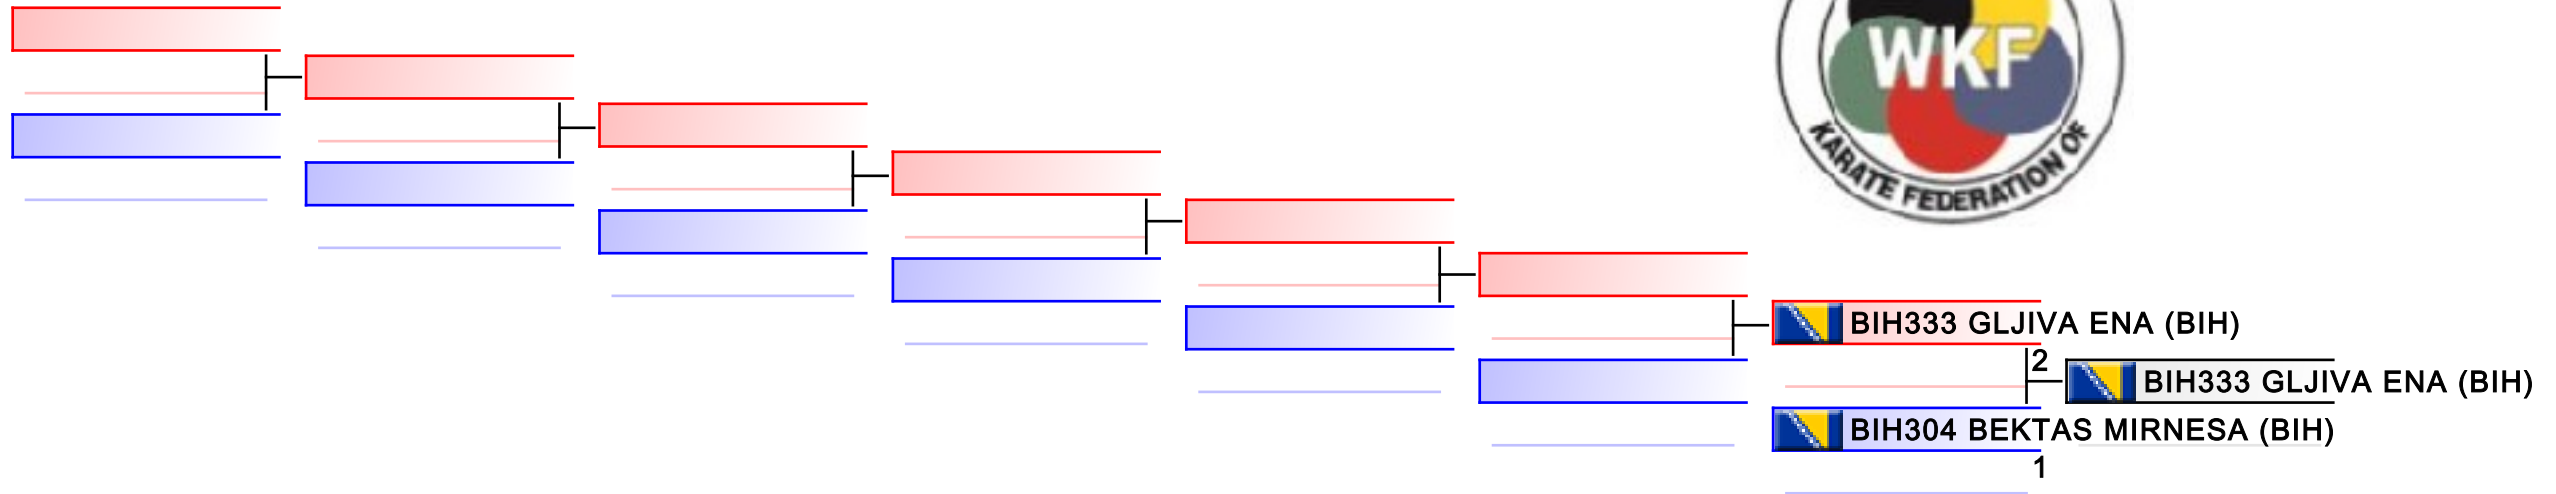 WKF
KARATE FEDERATION OF
BIH333 GLJIVA ENA (BIH)
2
BIH333 GLJIVA ENA (BIH)
BIH304 BEKTAS MIRNESA (BIH)
1